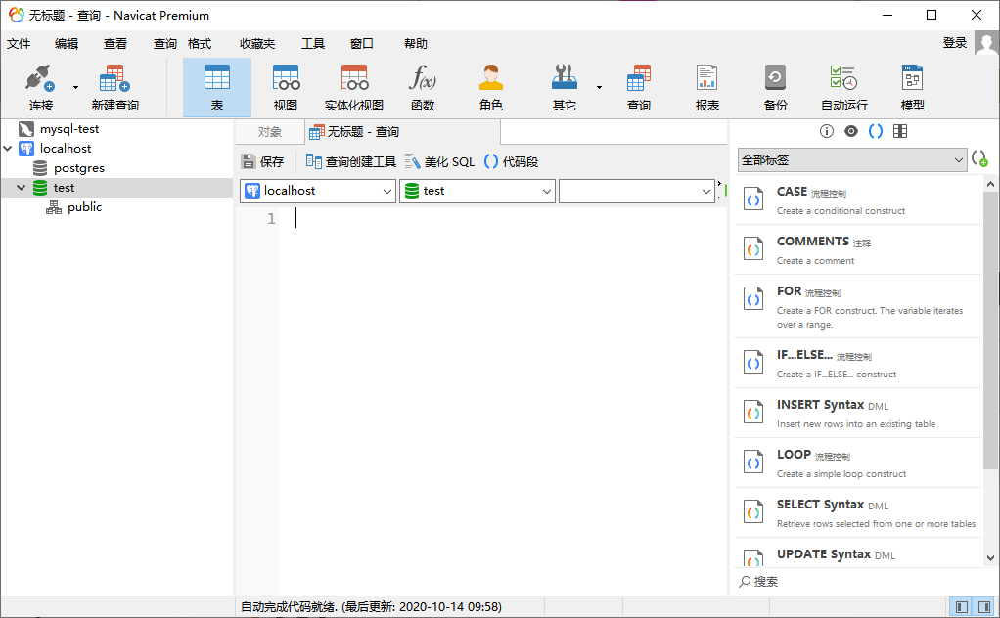 无标题 - 查询 - Navicat Premium
文件 编辑 查看 查询 格式 收藏夹 工具 窗口 帮助 登录
连接 新建查询 表 视图 实体化视图 函数 角色 其它 查询 报表 备份 自动运行 模型
f(x)
mysql-test
localhost
postgres
test
public
对象 无标题 - 查询
保存 查询创建工具 美化 SQL 代码段
localhost test
1
全部标签
CASE 流程控制
Create a conditional construct
COMMENTS 注释
Create a comment
FOR 流程控制
Create a FOR construct. The variable iterates
over a range.
IF...ELSE... 流程控制
Create a IF...ELSE... construct
INSERT Syntax DML
Insert new rows into an existing table
LOOP 流程控制
Create a simple loop construct
SELECT Syntax DML
Retrieve rows selected from one or more tables
UPDATE Syntax DML
搜索
自动完成代码就绪. (最后更新: 2020-10-14 09:58)